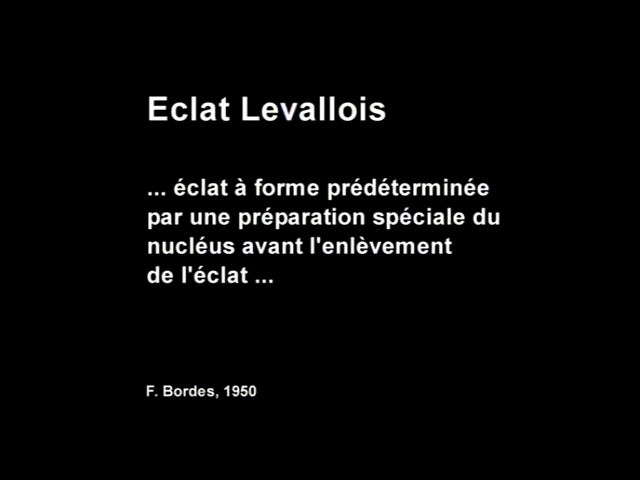 Eclat Levallois
... éclat à forme prédéterminée
par une préparation spéciale du
nucléus avant l'enlèvement
de l'éclat ...
F. Bordes, 1950